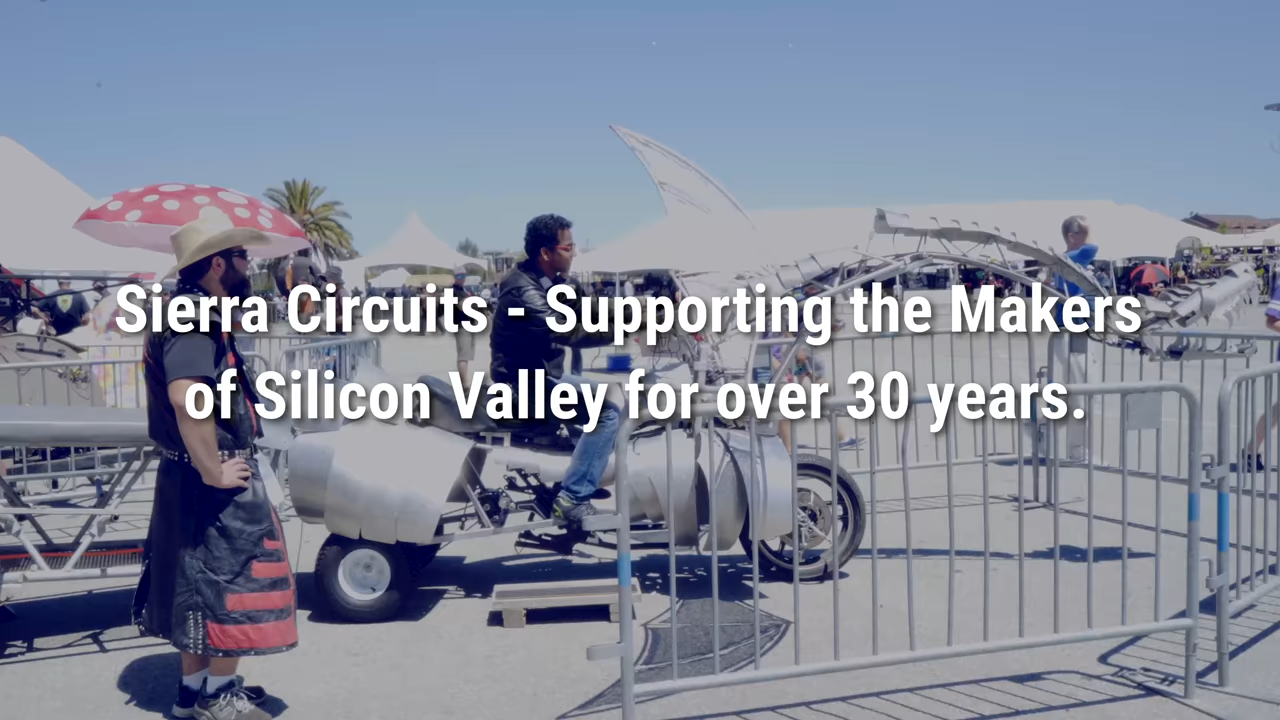 Sierra Circuits - Supporting the Makers
of Silicon Valley for over 30 years.